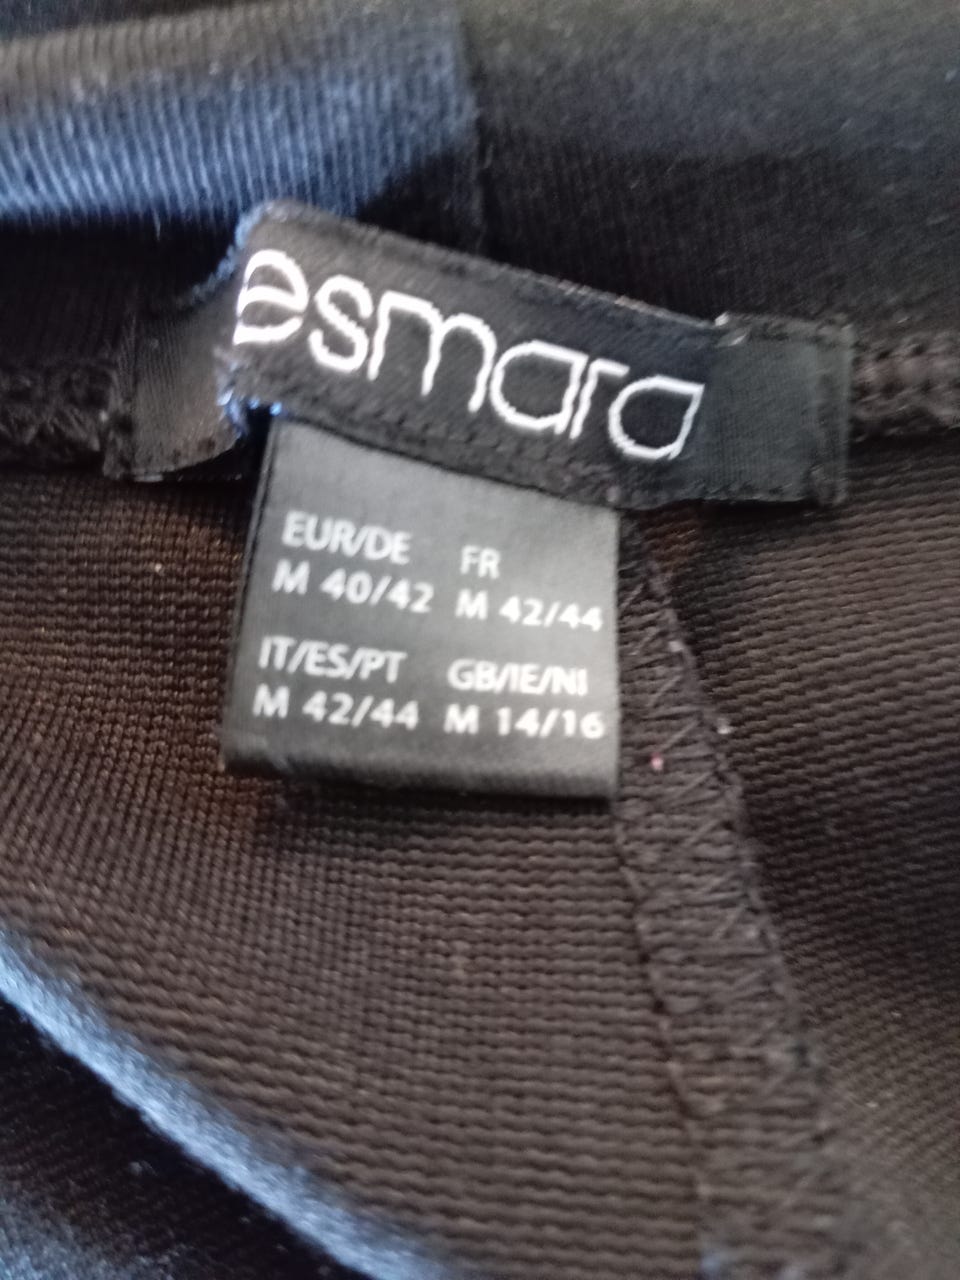 esmara
EUR/DE FR
M 40/42 M 42/44
IT/ES/PT GB/IE/NI
M 42/44 M 14/16